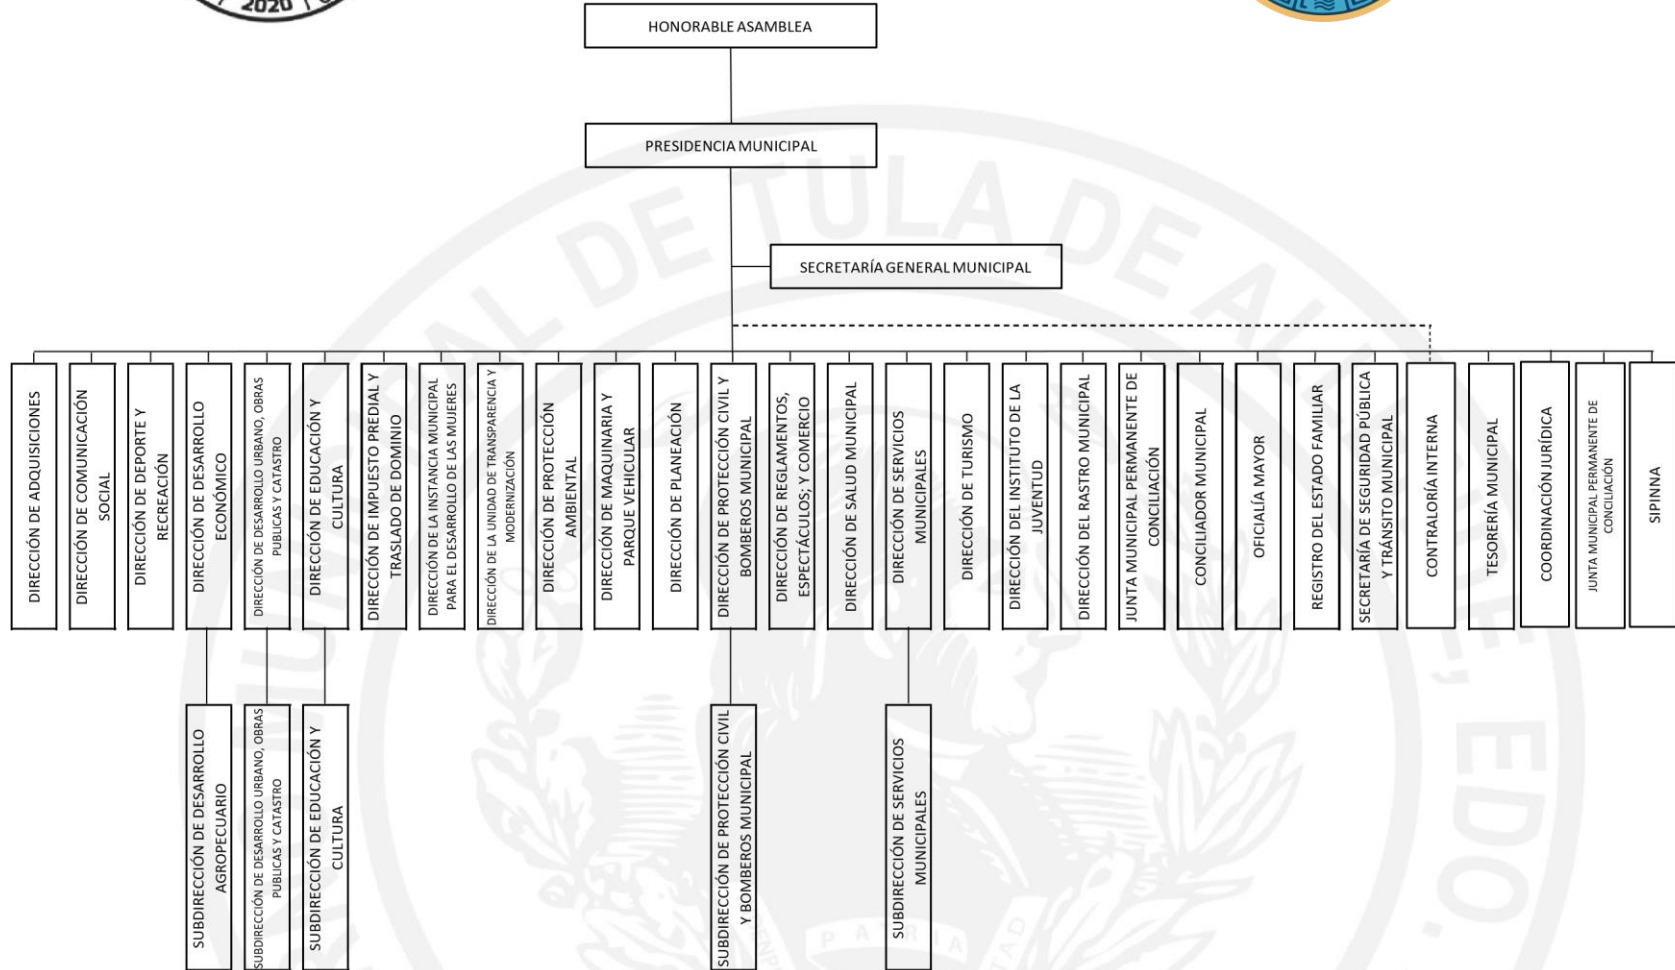 2020
HONORABLE ASAMBLEA
PRESIDENCIA MUNICIPAL
SECRETARÍA GENERAL MUNICIPAL
DIRECCIÓN DE ADQUISICIONES
DIRECCIÓN DE COMUNICACIÓN
SOCIAL
DIRECCIÓN DE DEPORTE Y
RECREACIÓN
DIRECCIÓN DE DESARROLLO
ECONÓMICO
DIRECCIÓN DE DESARROLLO URBANO, OBRAS
PUBLICAS Y CATASTRO
DIRECCIÓN DE EDUCACIÓN Y
CULTURA
DIRECCIÓN DE IMPUESTO PREDIAL Y
TRASLADO DE DOMINIO
DIRECCIÓN DE LA INSTANCIA MUNICIPAL
PARA EL DESARROLLO DE LAS MUJERES
DIRECCIÓN DE LA UNIDAD DE TRANSPARENCIA Y
MODERNIZACIÓN
DIRECCIÓN DE PROTECCIÓN
AMBIENTAL
DIRECCIÓN DE MAQUINARIA Y
PARQUE VEHICULAR
DIRECCIÓN DE PLANEACIÓN
DIRECCIÓN DE PROTECCIÓN CIVIL Y
BOMBEROS MUNICIPAL
DIRECCIÓN DE REGLAMENTOS,
ESPECTÁCULOS; Y COMERCIO
DIRECCIÓN DE SALUD MUNICIPAL
DIRECCIÓN DE SERVICIOS
MUNICIPALES
DIRECCIÓN DE TURISMO
DIRECCIÓN DEL INSTITUTO DE LA
JUVENTUD
DIRECCIÓN DEL RASTRO MUNICIPAL
JUNTA MUNICIPAL PERMANENTE DE
CONCILIACIÓN
CONCILIADOR MUNICIPAL
OFICIALÍA MAYOR
REGISTRO DEL ESTADO FAMILIAR
SECRETARÍA DE SEGURIDAD PÚBLICA
Y TRÁNSITO MUNICIPAL
CONTRALORÍA INTERNA
TESORERÍA MUNICIPAL
COORDINACIÓN JURÍDICA
JUNTA MUNICIPAL PERMANENTE DE
CONCILIACIÓN
SIPINNA
SUBDIRECCIÓN DE DESARROLLO
AGROPECUARIO
SUBDIRECCIÓN DE DESARROLLO URBANO, OBRAS
PUBLICAS Y CATASTRO
SUBDIRECCIÓN DE EDUCACIÓN Y
CULTURA
SUBDIRECCIÓN DE PROTECCIÓN CIVIL
Y BOMBEROS MUNICIPAL
SUBDIRECCIÓN DE SERVICIOS
MUNICIPALES
MUNICIPAL DE TULA DE ALLENDE, EDO.
PATRIA